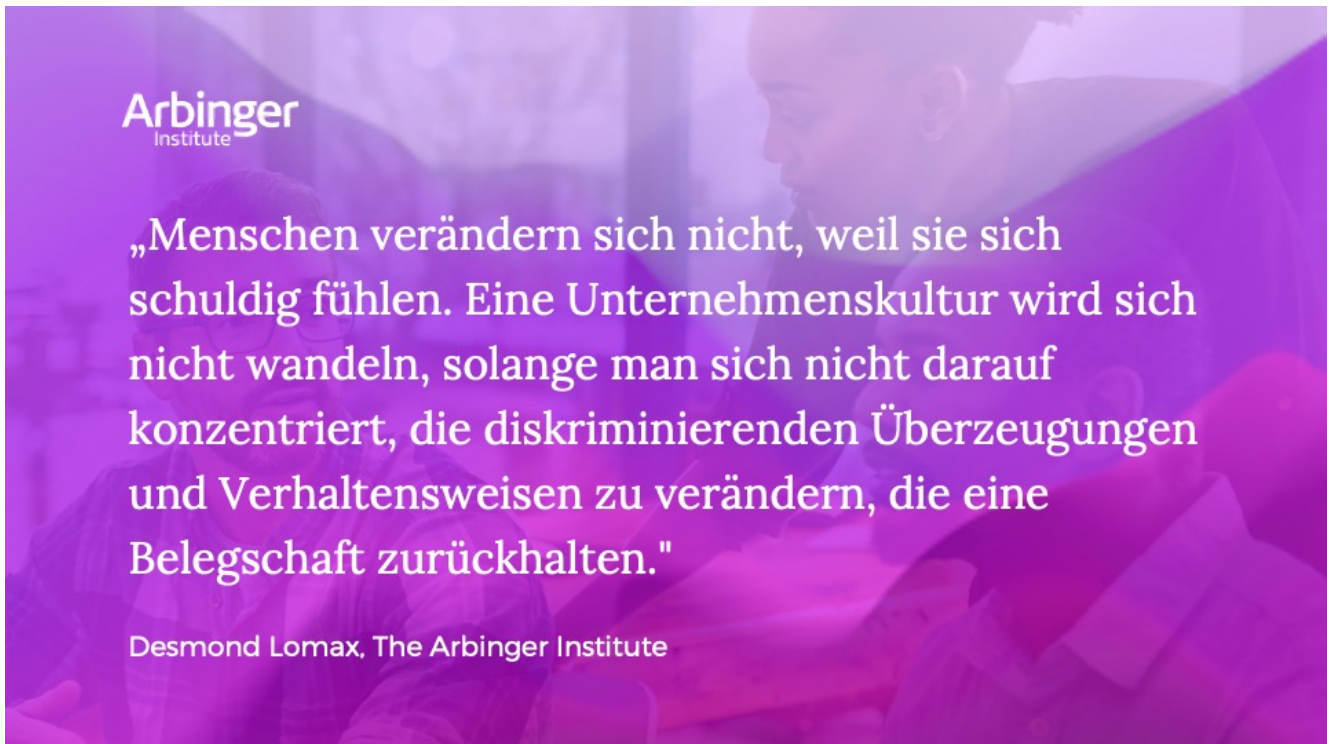 Arbinger
Institute
„Menschen verändern sich nicht, weil sie sich
schuldig fühlen. Eine Unternehmenskultur wird sich
nicht wandeln, solange man sich nicht darauf
konzentriert, die diskriminierenden Überzeugungen
und Verhaltensweisen zu verändern, die eine
Belegschaft zurückhalten."
Desmond Lomax, The Arbinger Institute